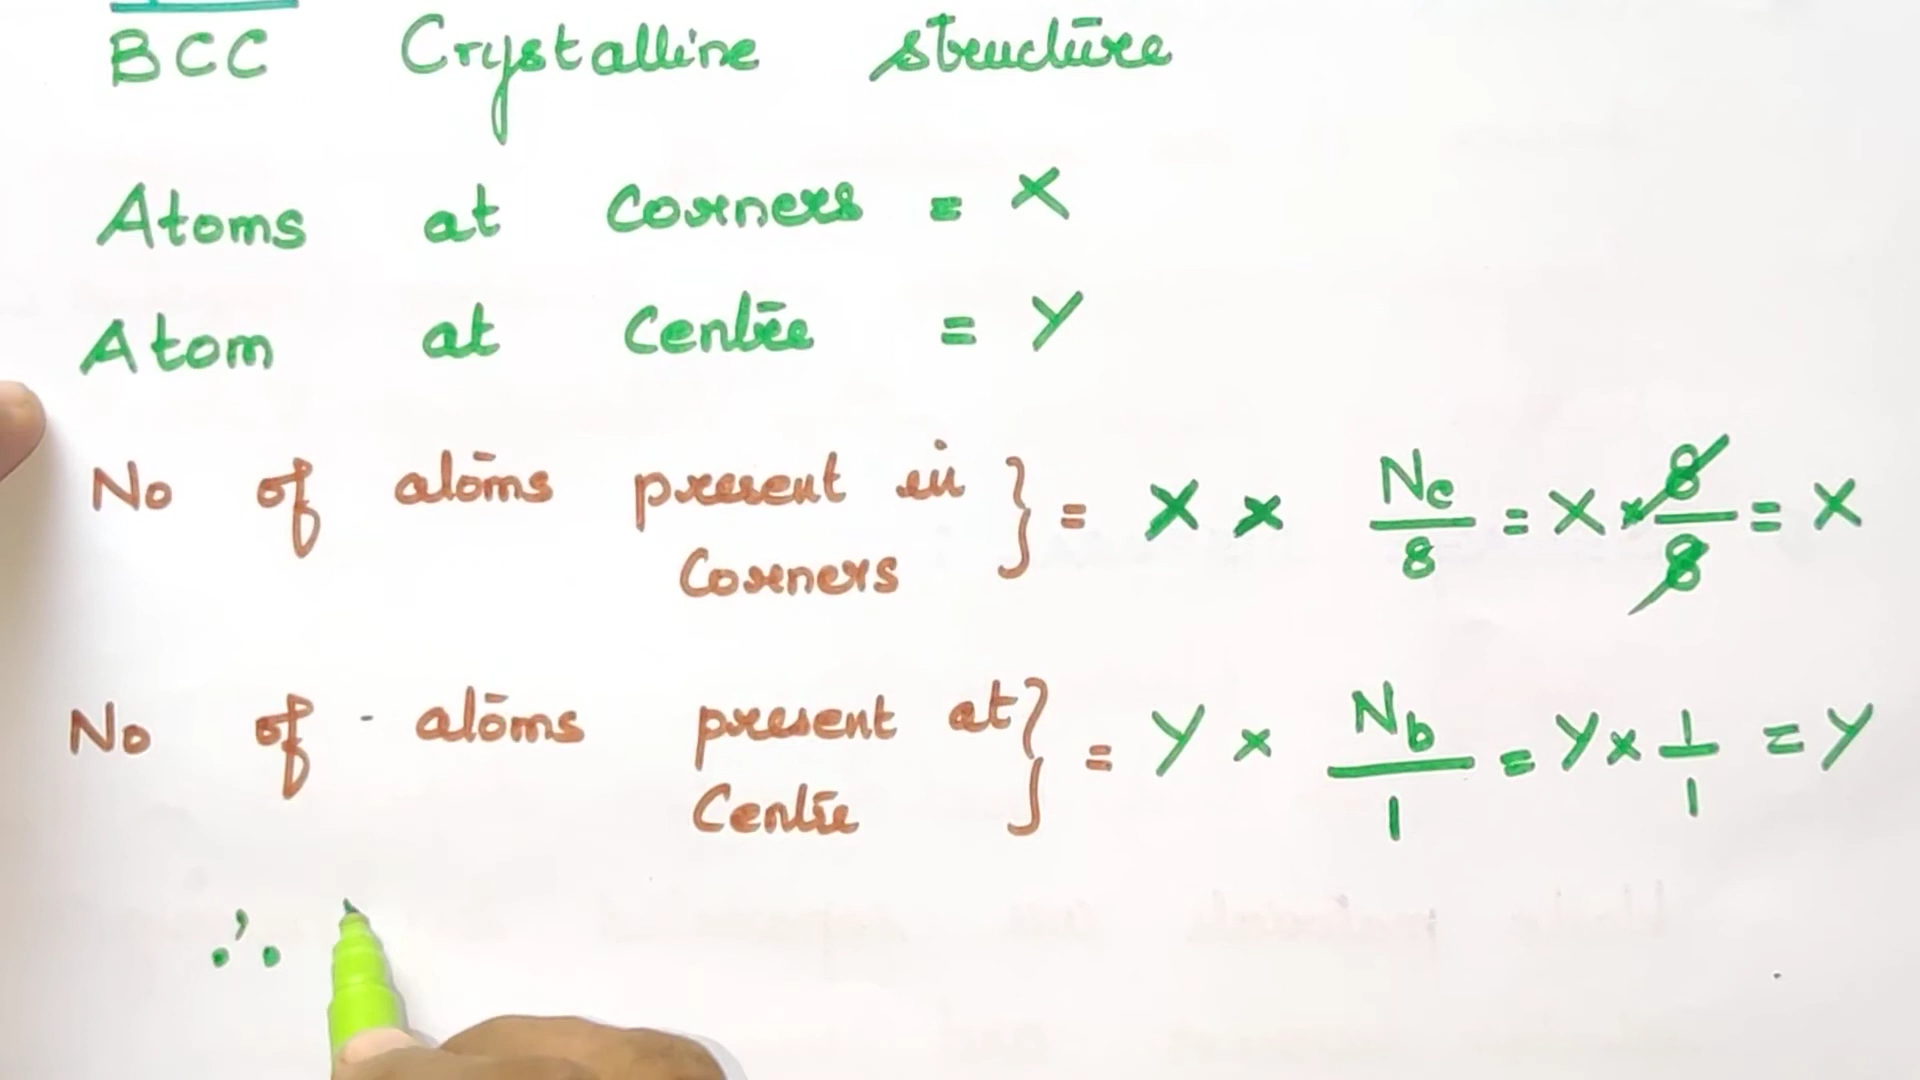 BCC Crystalline structure
Atoms at Corners = X
Atom at Centre = Y
No of atoms present in Corners } = X × Nc/8 = X × 8/8 = X
No of atoms present at Centre } = Y × Nb/1 = Y × 1/1 = Y
∴